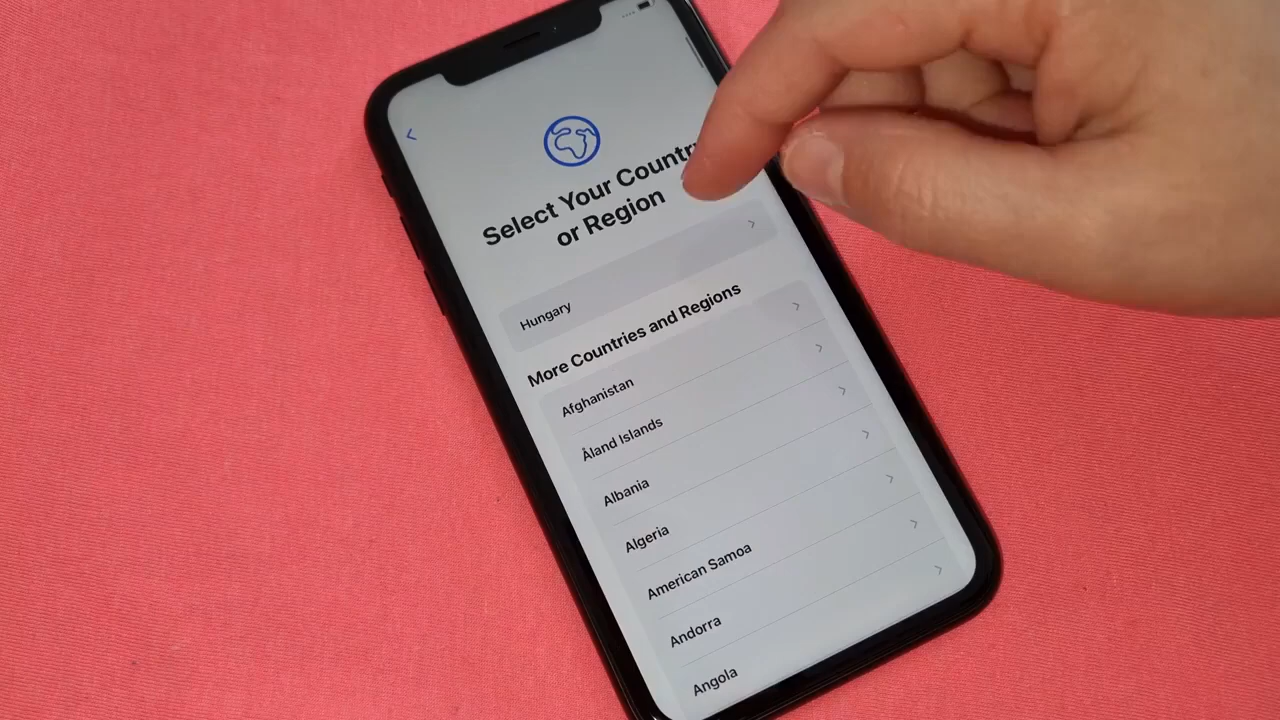 Select Your Countr
or Region
Hungary
More Countries and Regions
Afghanistan
Åland Islands
Albania
Algeria
American Samoa
Andorra
Angola